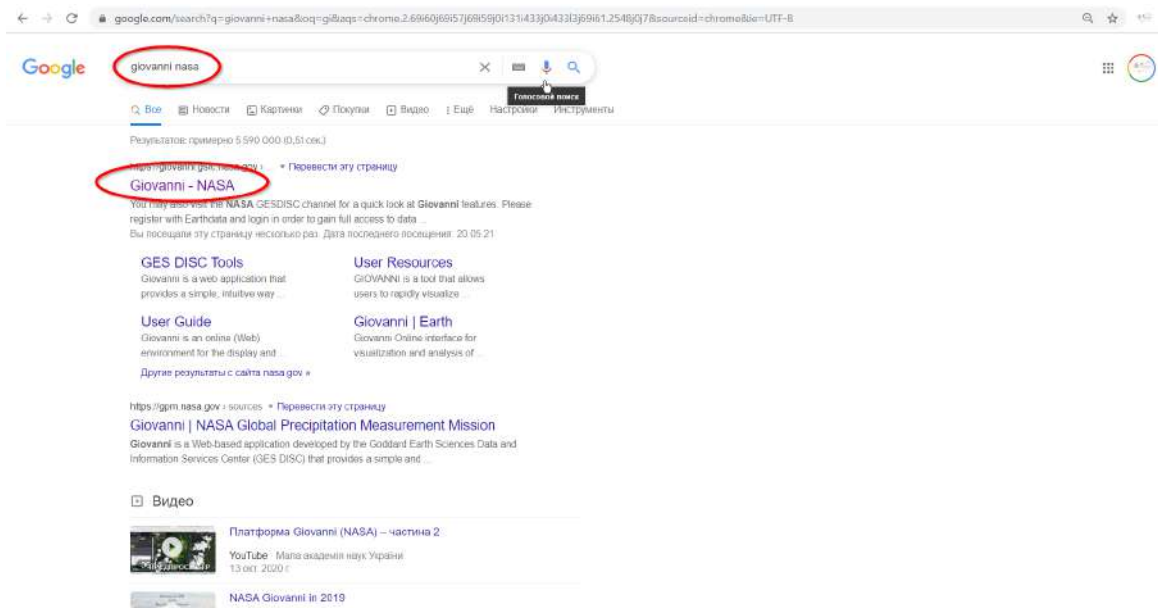 google.com/search?q=giovanni+nasa&oq=gi&aqs=chrome.2.69i60j69i57j69i59j0i131i433j0i433l3j69i61.2548j0j7&sourceid=chrome&ie=UTF-8
Google
giovanni nasa
Голосовой поиск
Все Новости Картинки Покупки Видео Ещё Настройки Инструменты
Результатов: примерно 5 590 000 (0,51 сек.)
https://giovanni.gsfc.nasa.gov › ... Перевести эту страницу
Giovanni - NASA
You may also visit the NASA GESDISC channel for a quick look at Giovanni features. Please
register with Earthdata and login in order to gain full access to data ...
Вы посещали эту страницу несколько раз. Дата последнего посещения: 20.05.21
GES DISC Tools
Giovanni is a web application that
provides a simple, intuitive way ...
User Resources
GIOVANNI is a tool that allows
users to rapidly visualize ...
User Guide
Giovanni is an online (Web)
environment for the display and ...
Giovanni | Earth
Giovanni Online interface for
visualization and analysis of ...
Другие результаты с сайта nasa.gov »
https://gpm.nasa.gov › sources Перевести эту страницу
Giovanni | NASA Global Precipitation Measurement Mission
Giovanni is a Web-based application developed by the Goddard Earth Sciences Data and
Information Services Center (GES DISC) that provides a simple and ...
Видео
Платформа Giovanni (NASA) – частина 2
YouTube Мала академія наук України
13 окт. 2020 г.
ПРЕДПРОСМОТР
NASA Giovanni in 2019